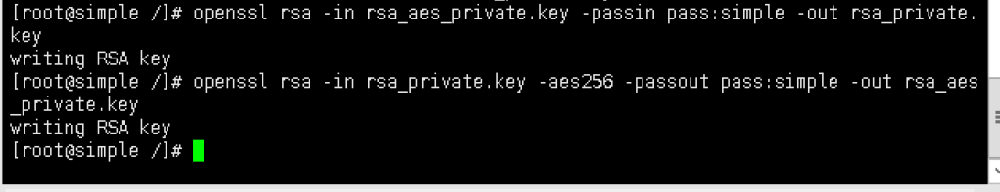 [root@simple /]# openssl rsa -in rsa_aes_private.key -passin pass:simple -out rsa_private.
key
writing RSA key
[root@simple /]# openssl rsa -in rsa_private.key -aes256 -passout pass:simple -out rsa_aes
_private.key
writing RSA key
[root@simple /]#